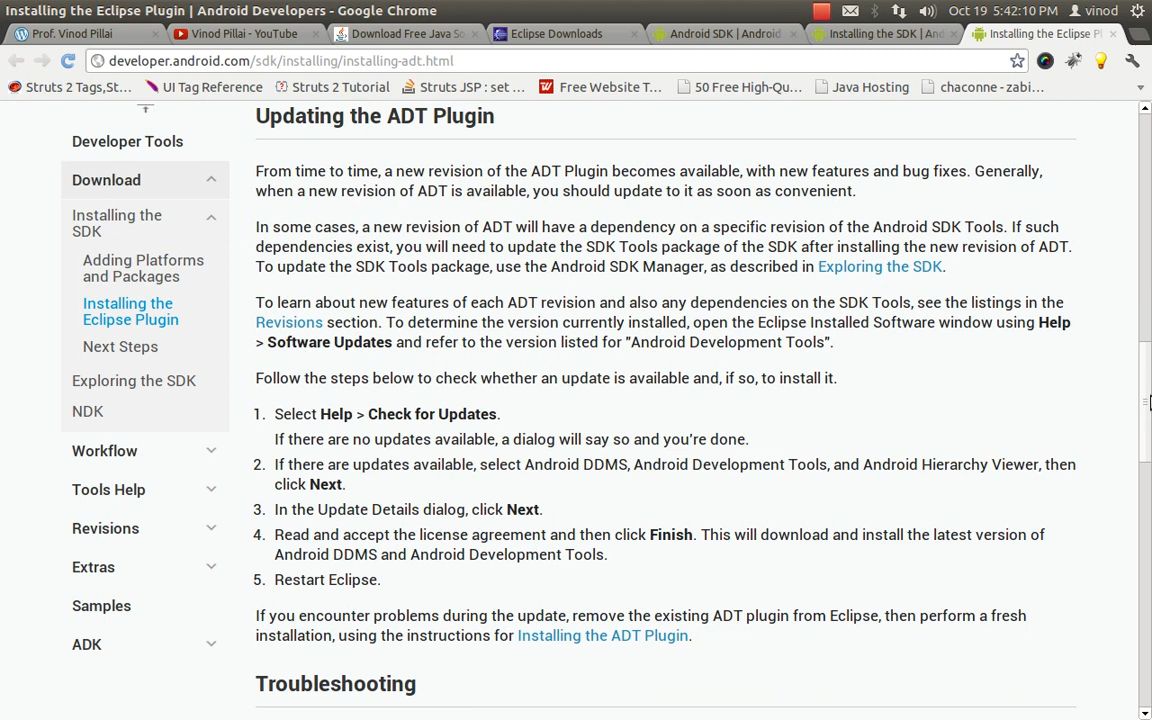 Installing the Eclipse Plugin | Android Developers - Google Chrome
Oct 19 5:42:10 PM vinod
Prof. Vinod Pillai
Vinod Pillai - YouTube
Download Free Java So
Eclipse Downloads
Android SDK | Android
Installing the SDK | And
Installing the Eclipse Pl
developer.android.com/sdk/installing/installing-adt.html
Struts 2 Tags,St...
UI Tag Reference
Struts 2 Tutorial
Struts JSP : set ...
Free Website T...
50 Free High-Qu...
Java Hosting
chaconne - zabi...
Developer Tools
Download
Installing the
SDK
Adding Platforms
and Packages
Installing the
Eclipse Plugin
Next Steps
Exploring the SDK
NDK
Workflow
Tools Help
Revisions
Extras
Samples
ADK
Updating the ADT Plugin
From time to time, a new revision of the ADT Plugin becomes available, with new features and bug fixes. Generally,
when a new revision of ADT is available, you should update to it as soon as convenient.
In some cases, a new revision of ADT will have a dependency on a specific revision of the Android SDK Tools. If such
dependencies exist, you will need to update the SDK Tools package of the SDK after installing the new revision of ADT.
To update the SDK Tools package, use the Android SDK Manager, as described in Exploring the SDK.
To learn about new features of each ADT revision and also any dependencies on the SDK Tools, see the listings in the
Revisions section. To determine the version currently installed, open the Eclipse Installed Software window using Help
> Software Updates and refer to the version listed for "Android Development Tools".
Follow the steps below to check whether an update is available and, if so, to install it.
1. Select Help > Check for Updates.
If there are no updates available, a dialog will say so and you're done.
2. If there are updates available, select Android DDMS, Android Development Tools, and Android Hierarchy Viewer, then
click Next.
3. In the Update Details dialog, click Next.
4. Read and accept the license agreement and then click Finish. This will download and install the latest version of
Android DDMS and Android Development Tools.
5. Restart Eclipse.
If you encounter problems during the update, remove the existing ADT plugin from Eclipse, then perform a fresh
installation, using the instructions for Installing the ADT Plugin.
Troubleshooting